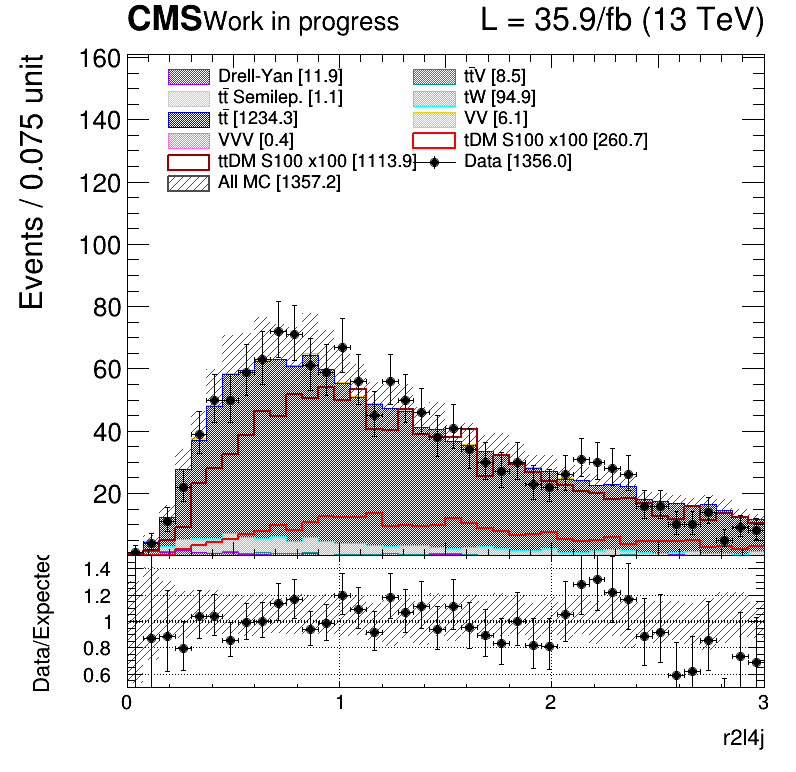 CMS Work in progress L = 35.9/fb (13 TeV)
Events / 0.075 unit
160
140
120
100
80
60
40
20
Drell-Yan [11.9]
tt̄V [8.5]
tt̄ Semilep. [1.1]
tW [94.9]
tt̄ [1234.3]
VV [6.1]
VVV [0.4]
tDM S100 x100 [260.7]
ttDM S100 x100 [1113.9]
Data [1356.0]
All MC [1357.2]
Data/Expected
1.4
1.2
1
0.8
0.6
0 1 2 3
r2l4j